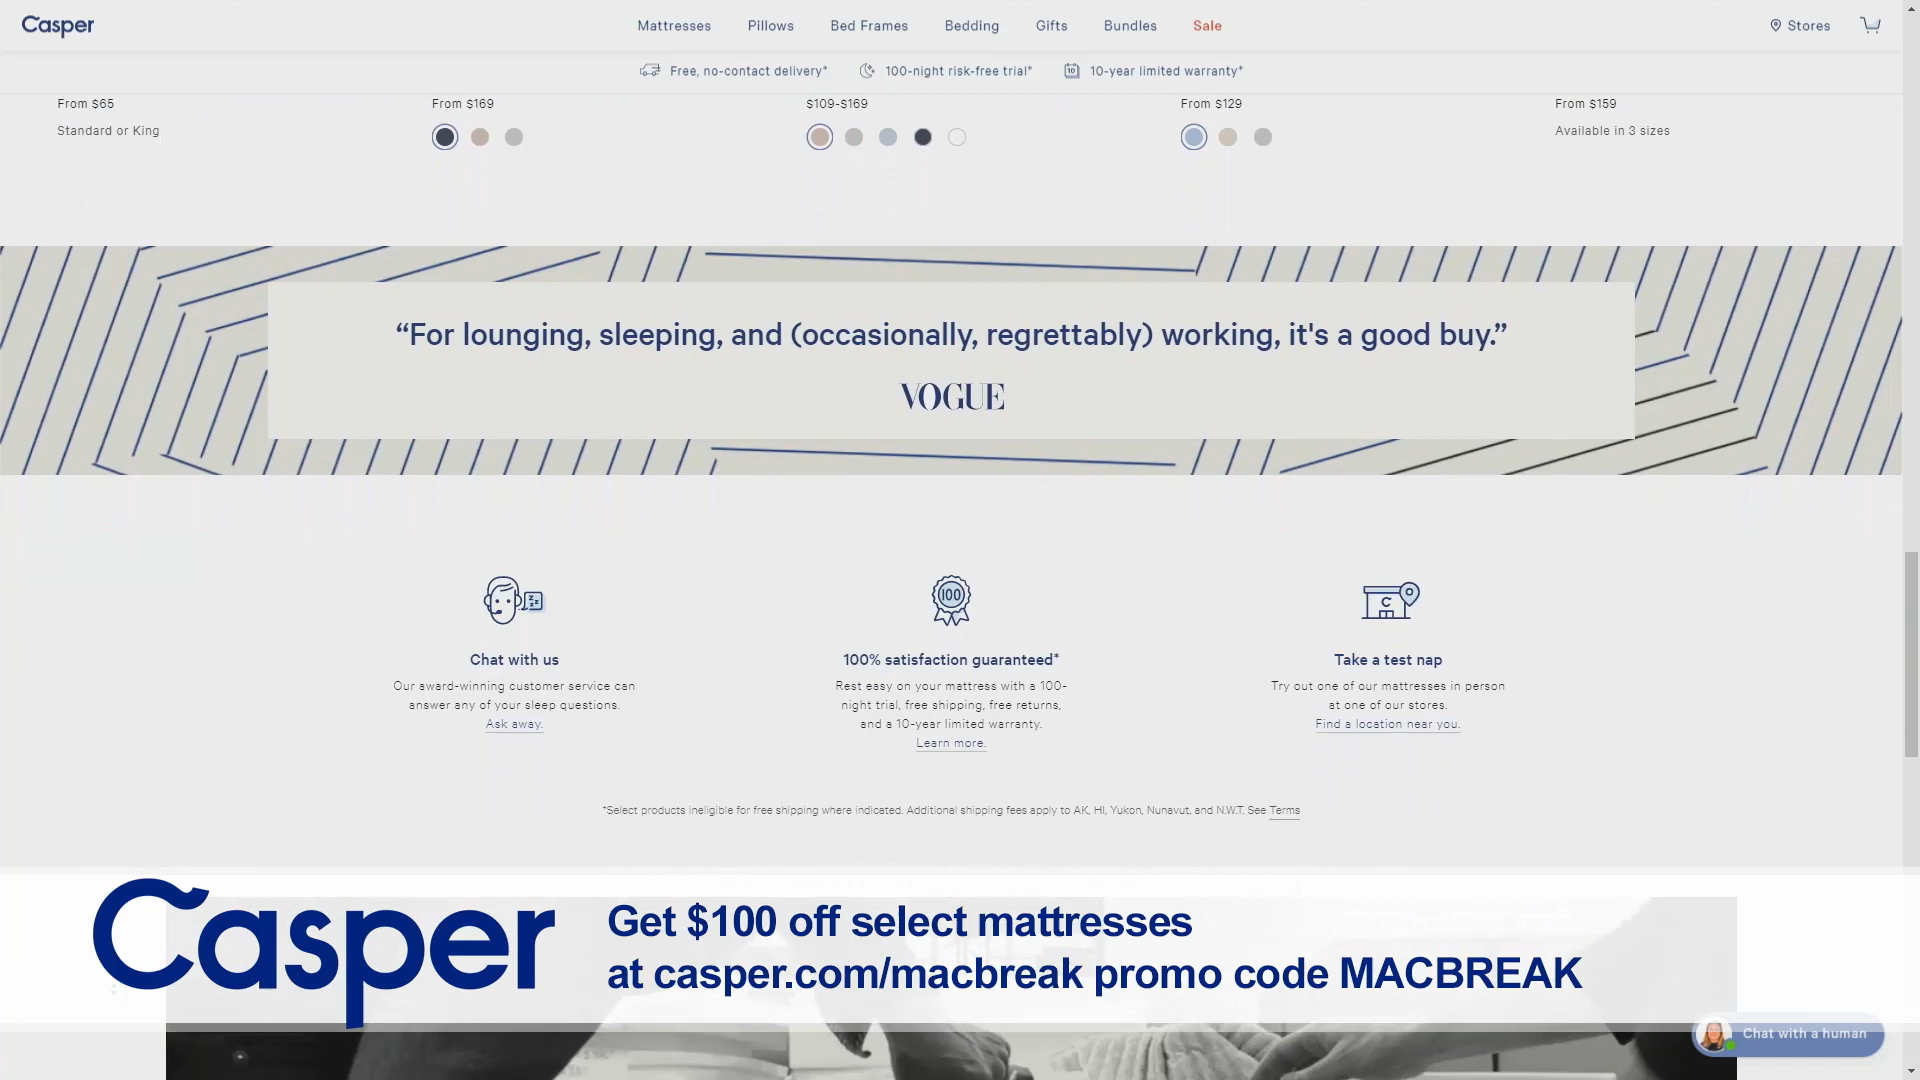 Casper
Mattresses
Pillows
Bed Frames
Bedding
Gifts
Bundles
Sale
Stores
Free, no-contact delivery*
100-night risk-free trial*
10
10-year limited warranty*
From $65
From $169
$109-$169
From $129
From $159
Standard or King
Available in 3 sizes
“For lounging, sleeping, and (occasionally, regrettably) working, it's a good buy.”
VOGUE
z z z
100
C
Chat with us
Our award-winning customer service can
answer any of your sleep questions.
Ask away.
100% satisfaction guaranteed*
Rest easy on your mattress with a 100-
night trial, free shipping, free returns,
and a 10-year limited warranty.
Learn more.
Take a test nap
Try out one of our mattresses in person
at one of our stores.
Find a location near you.
*Select products ineligible for free shipping where indicated. Additional shipping fees apply to AK, HI, Yukon, Nunavut, and N.W.T. See Terms
Casper
Get $100 off select mattresses
at casper.com/macbreak promo code MACBREAK
Chat with a human